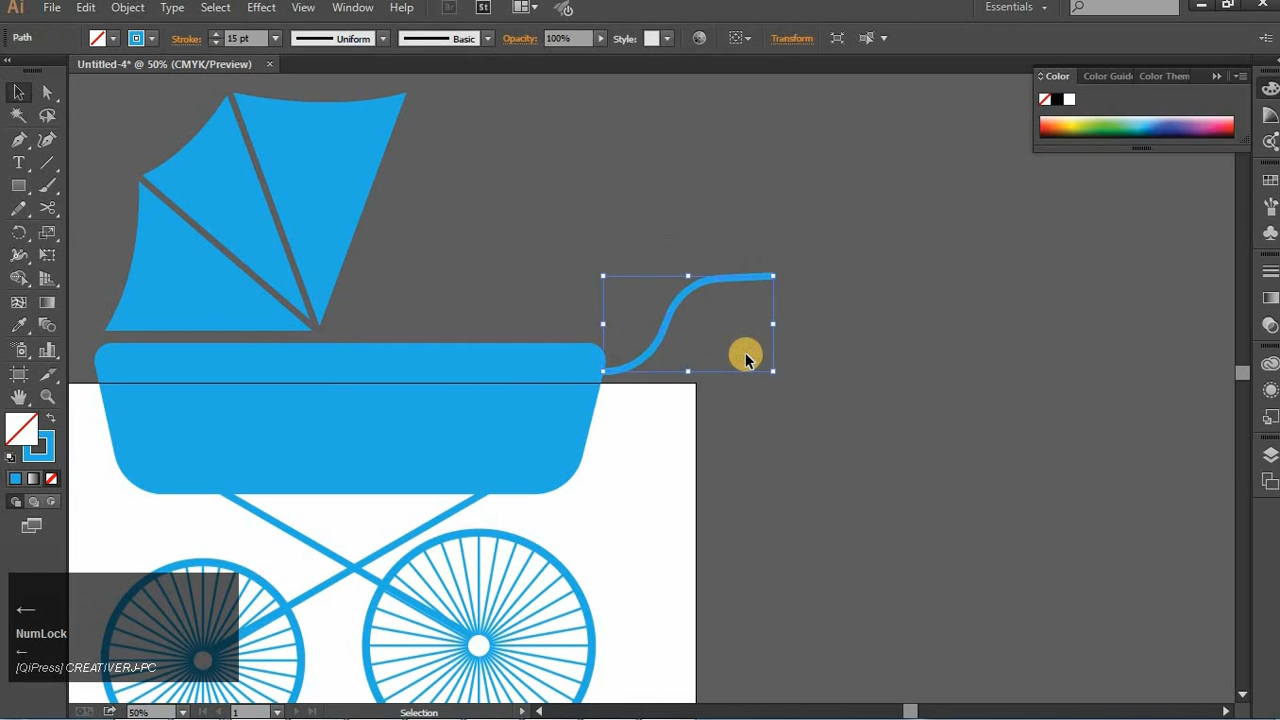 Ai File Edit Object Type Select Effect View Window Help Br St Essentials
Path Stroke: 15 pt Uniform Basic Opacity: 100% Style: Transform
Untitled-4* @ 50% (CMYK/Preview) ×
Color Color Guide Color Them
T
←
NumLock
←
[QiPress] CREATIVERJ-PC
50% 1 Selection